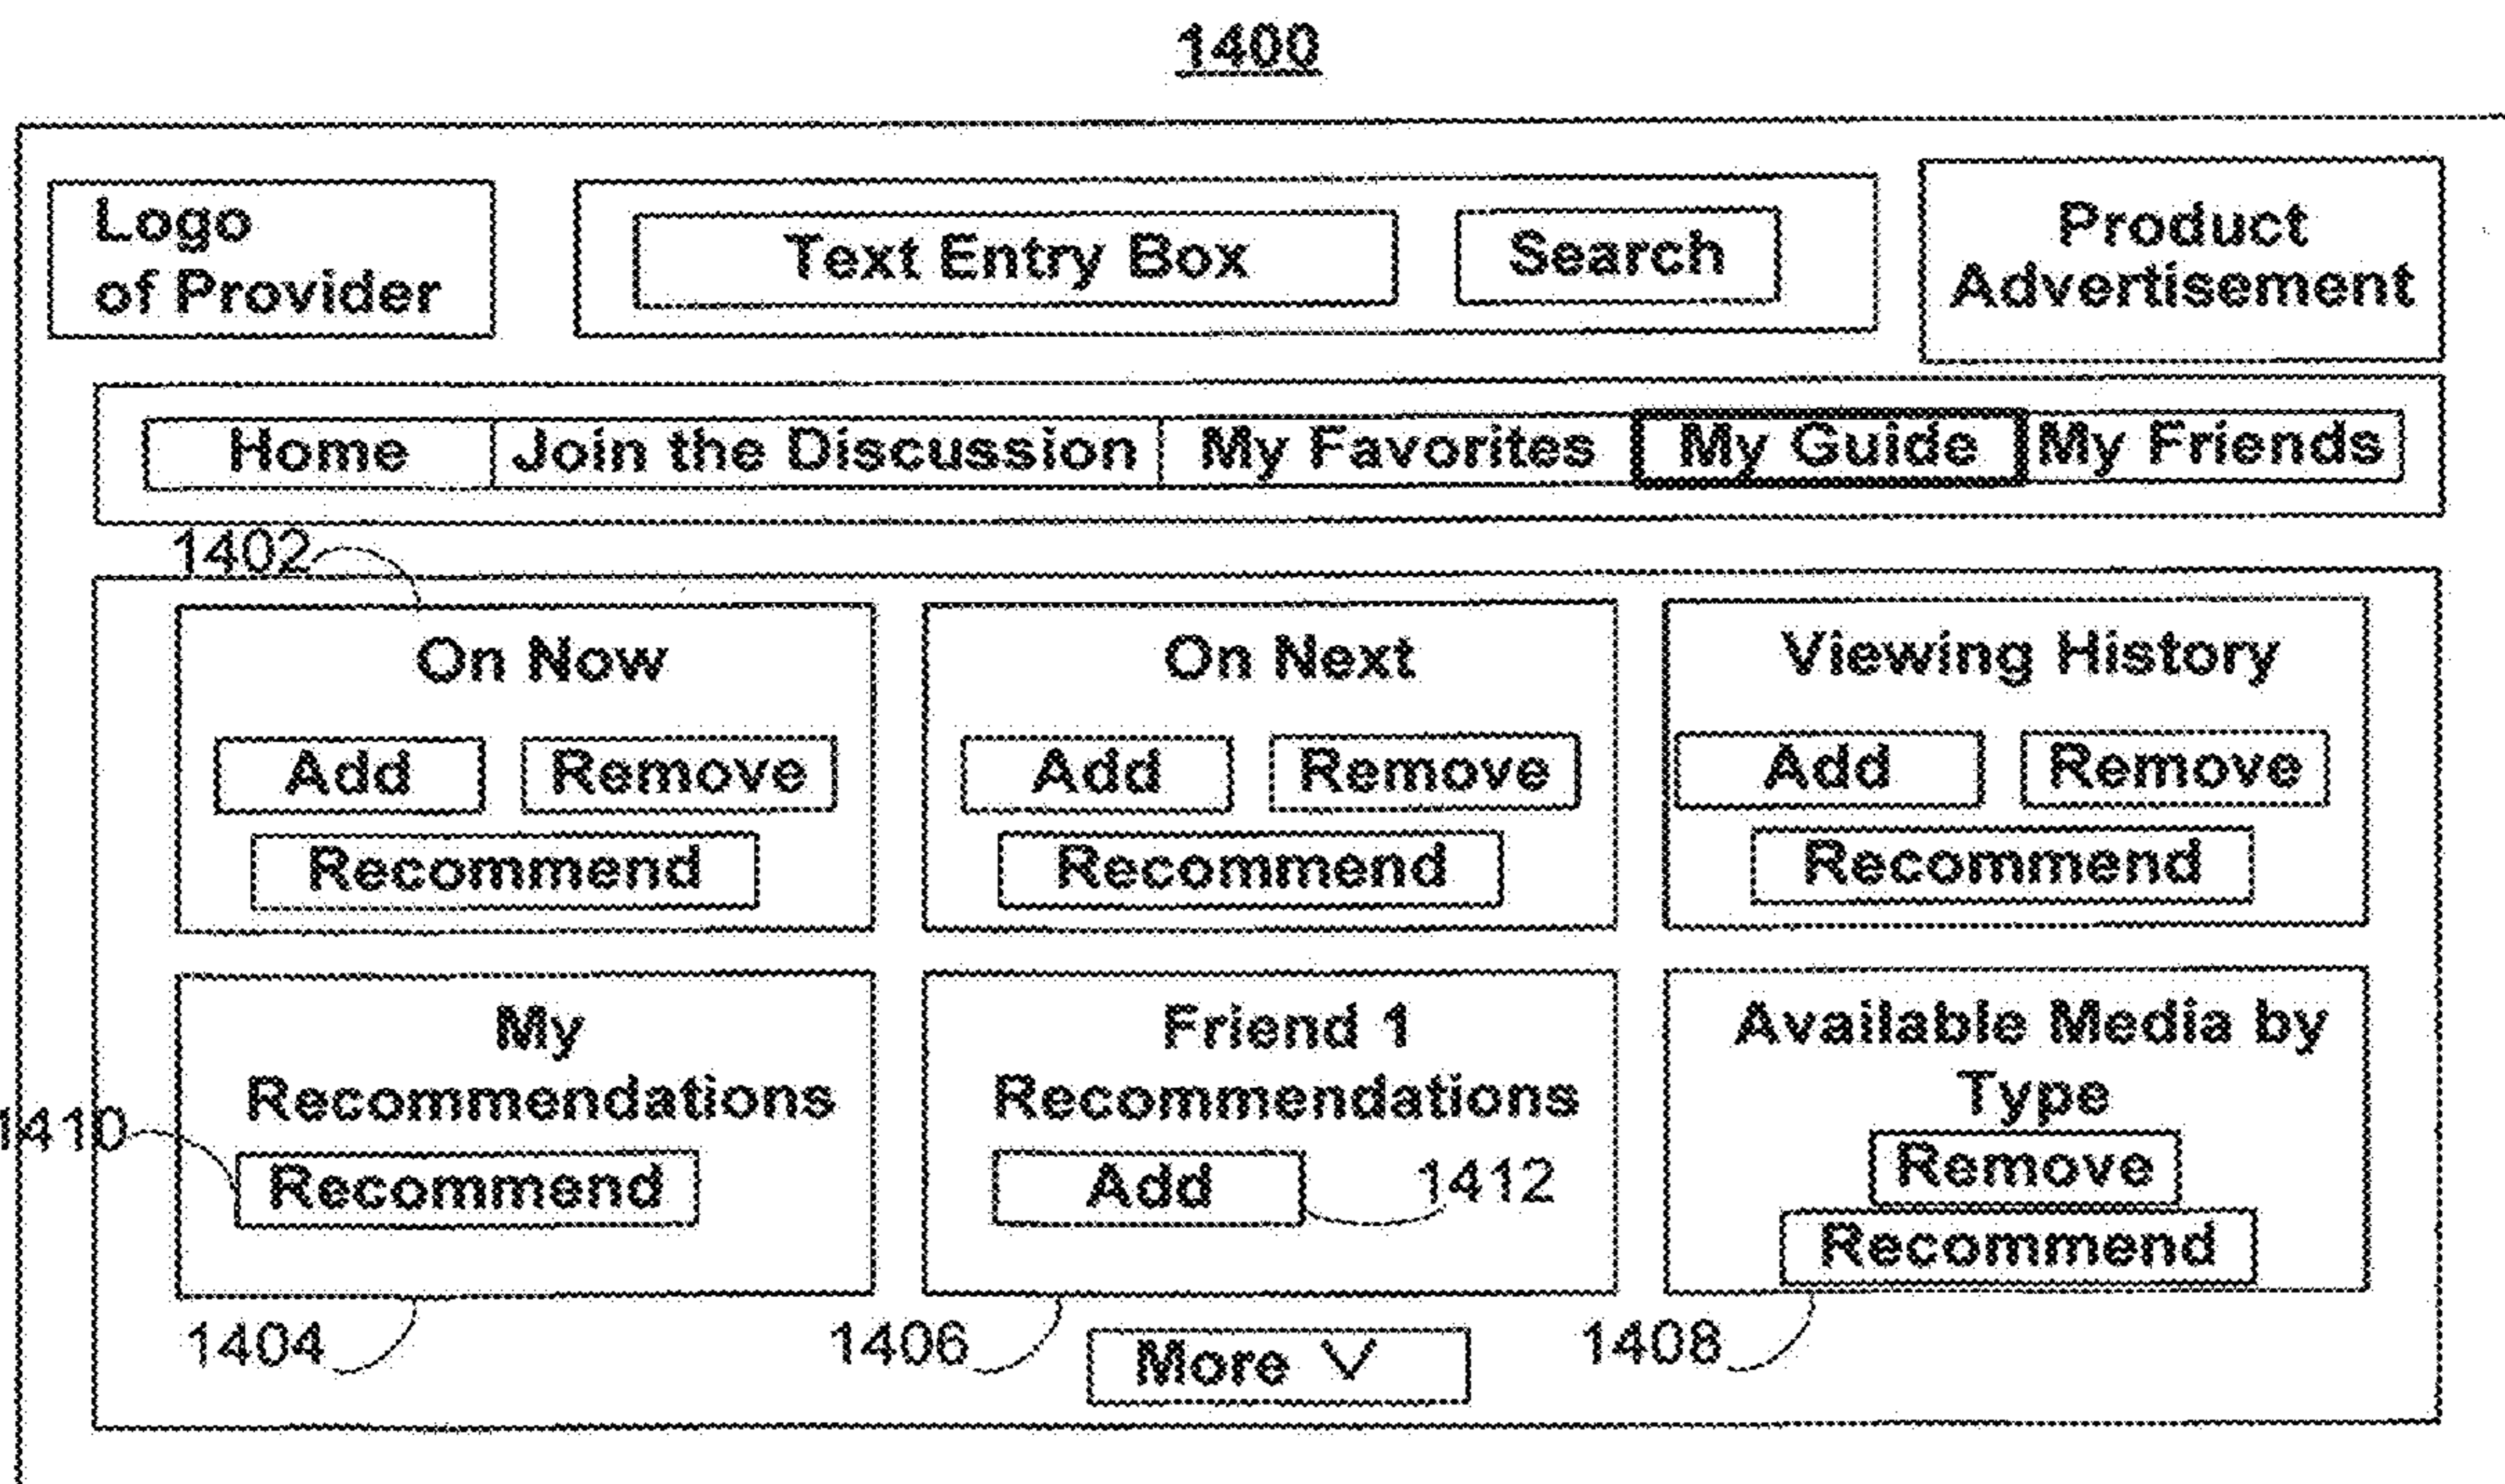 1400
Logo
of Provider
Text Entry Box
Search
Product
Advertisement
Home
Join the Discussion
My Favorites
My Guide
My Friends
1402
On Now
Add
Remove
Recommend
On Next
Add
Remove
Recommend
Viewing History
Add
Remove
Recommend
My
Recommendations
1410
Recommend
Friend 1
Recommendations
Add
1412
Available Media by
Type
Remove
Recommend
1404
1406
More V
1408